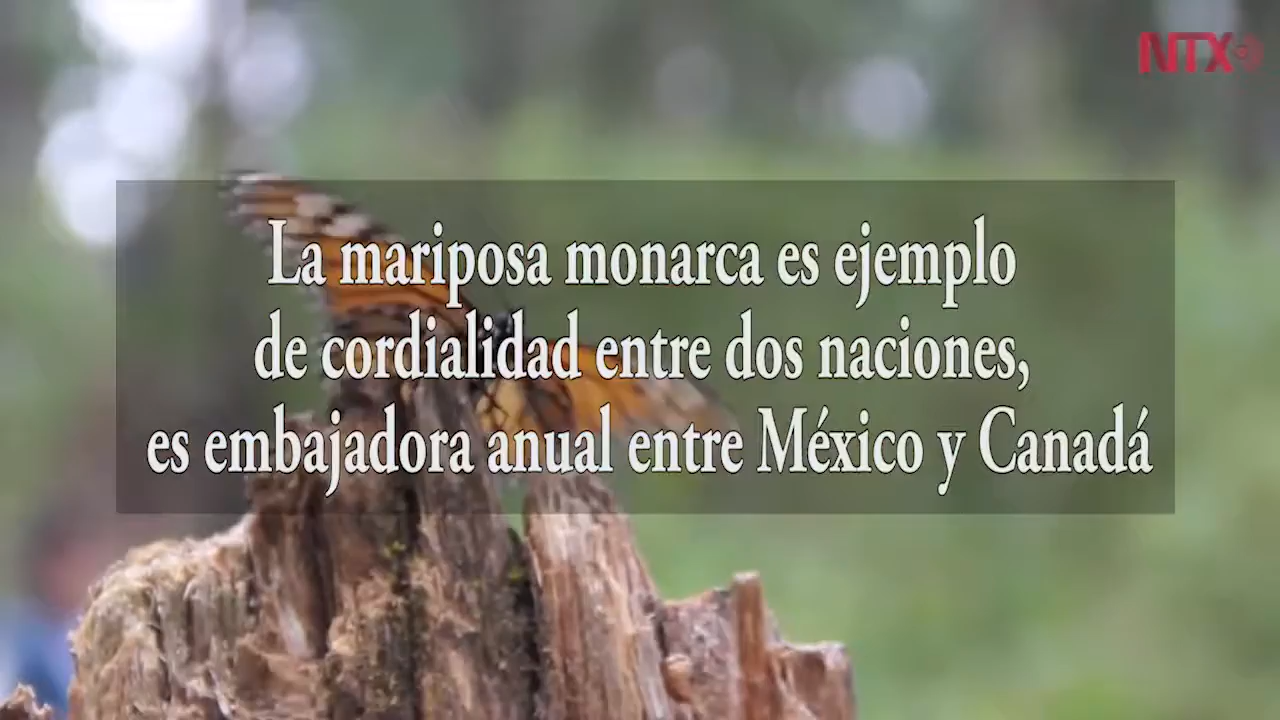 NTX
La mariposa monarca es ejemplo
de cordialidad entre dos naciones,
es embajadora anual entre México y Canadá